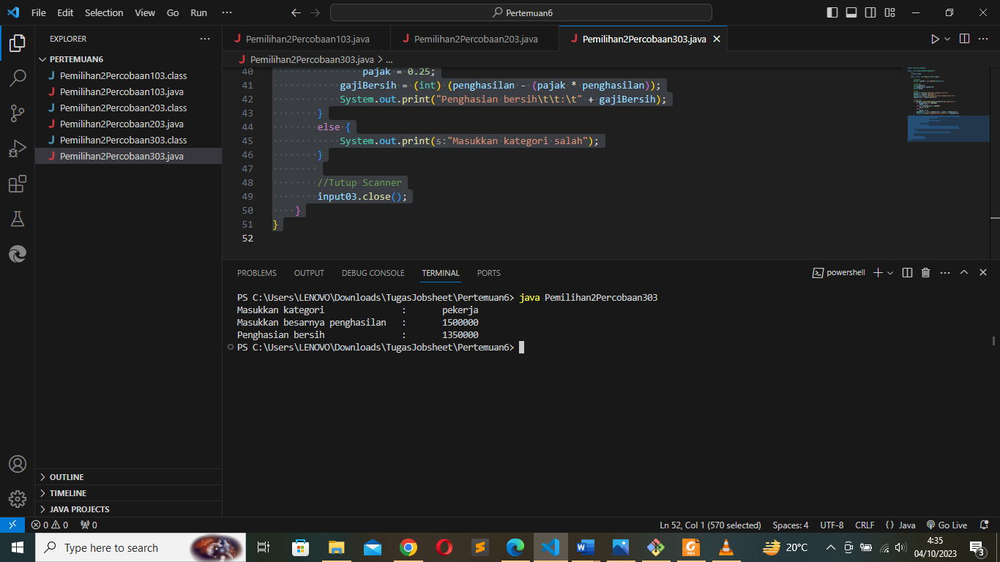 File Edit Selection View Go Run ··· Pertemuan6
EXPLORER ···
PERTEMUAN6
Pemilihan2Percobaan103.class
Pemilihan2Percobaan103.java
Pemilihan2Percobaan203.class
Pemilihan2Percobaan203.java
Pemilihan2Percobaan303.class
Pemilihan2Percobaan303.java
OUTLINE
TIMELINE
JAVA PROJECTS
Pemilihan2Percobaan103.java Pemilihan2Percobaan203.java Pemilihan2Percobaan303.java
Pemilihan2Percobaan303.java > ...
40 pajak = 0.25;
41 gajiBersih = (int) (penghasilan - (pajak * penghasilan));
42 System.out.print("Penghasian bersih\t\t:\t" + gajiBersih);
43 }
44 else {
45 System.out.print(s:"Masukkan kategori salah");
46 }
47
48 //Tutup Scanner
49 input03.close();
50 }
51 }
52
PROBLEMS OUTPUT DEBUG CONSOLE TERMINAL PORTS powershell
PS C:\Users\LENOVO\Downloads\TugasJobsheet\Pertemuan6> java Pemilihan2Percobaan303
Masukkan kategori : pekerja
Masukkan besarnya penghasilan : 1500000
Penghasian bersih : 1350000
PS C:\Users\LENOVO\Downloads\TugasJobsheet\Pertemuan6>
0 0 0 Ln 52, Col 1 (570 selected) Spaces: 4 UTF-8 CRLF {} Java Go Live
Type here to search 20°C 4:35
04/10/2023 3